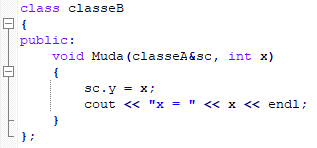 class classeB
{
public:
void Muda(classeA&sc, int x)
{
sc.y = x;
cout << "x = " << x << endl;
}
};